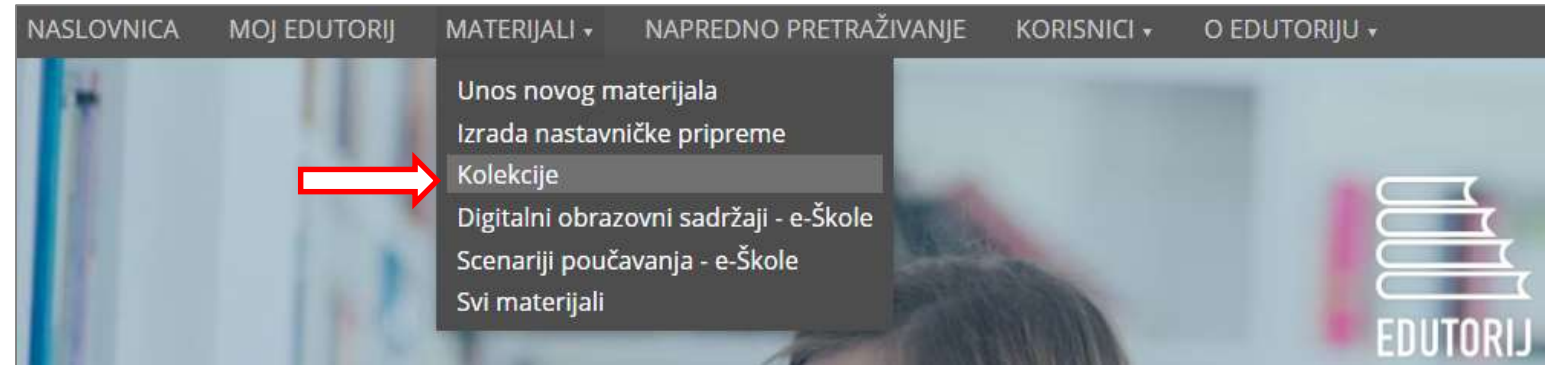 NASLOVNICA MOJ EDUTORIJ MATERIJALI ▾ NAPREDNO PRETRAŽIVANJE KORISNICI ▾ O EDUTORIJU ▾
Unos novog materijala
Izrada nastavničke pripreme
Kolekcije
Digitalni obrazovni sadržaji - e-Škole
Scenariji poučavanja - e-Škole
Svi materijali
EDUTORIJ